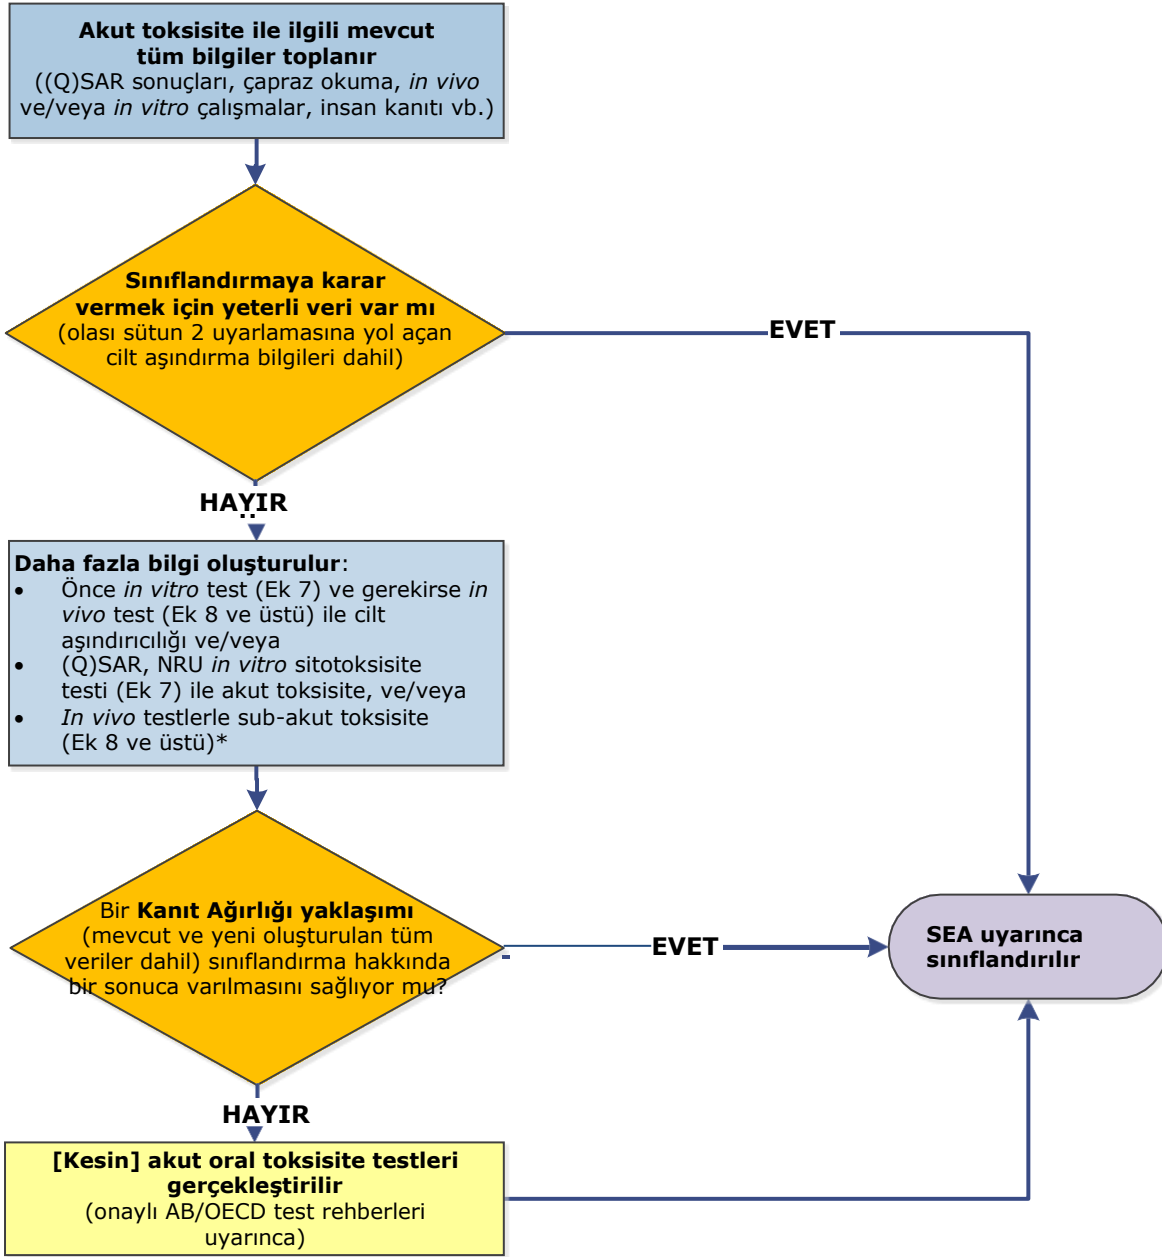 Akut toksisite ile ilgili mevcut
tüm bilgiler toplanır
((Q)SAR sonuçları, çapraz okuma, in vivo
ve/veya in vitro çalışmalar, insan kanıtı vb.)
Sınıflandırmaya karar
vermek için yeterli veri var mı
(olası sütun 2 uyarlamasına yol açan
cilt aşındırma bilgileri dahil)
EVET
HAYIR
Daha fazla bilgi oluşturulur:
• Önce in vitro test (Ek 7) ve gerekirse in
vivo test (Ek 8 ve üstü) ile cilt
aşındırıcılığı ve/veya
• (Q)SAR, NRU in vitro sitotoksisite
testi (Ek 7) ile akut toksisite, ve/veya
• In vivo testlerle sub-akut toksisite
(Ek 8 ve üstü)*
Bir Kanıt Ağırlığı yaklaşımı
(mevcut ve yeni oluşturulan tüm
veriler dahil) sınıflandırma hakkında
bir sonuca varılmasını sağlıyor mu?
EVET
SEA uyarınca
sınıflandırılır
HAYIR
[Kesin] akut oral toksisite testleri
gerçekleştirilir
(onaylı AB/OECD test rehberleri
uyarınca)